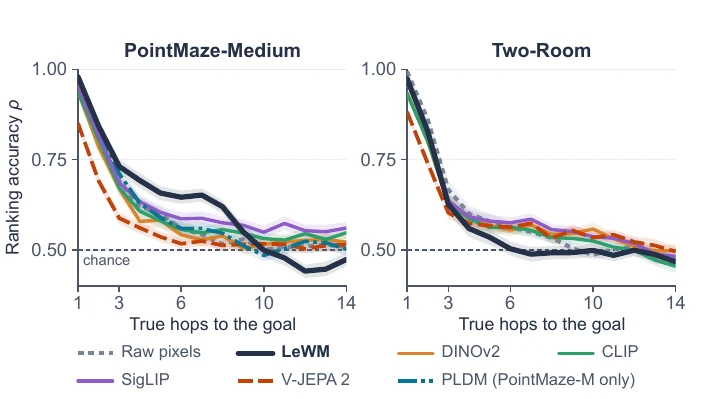 PointMaze-Medium
Two-Room
Ranking accuracy ρ
1.00
0.75
0.50
chance
1 3 6 10 14
True hops to the goal
1.00
0.75
0.50
1 3 6 10 14
True hops to the goal
Raw pixels LeWM DINOv2 CLIP
SigLIP V-JEPA 2 PLDM (PointMaze-M only)